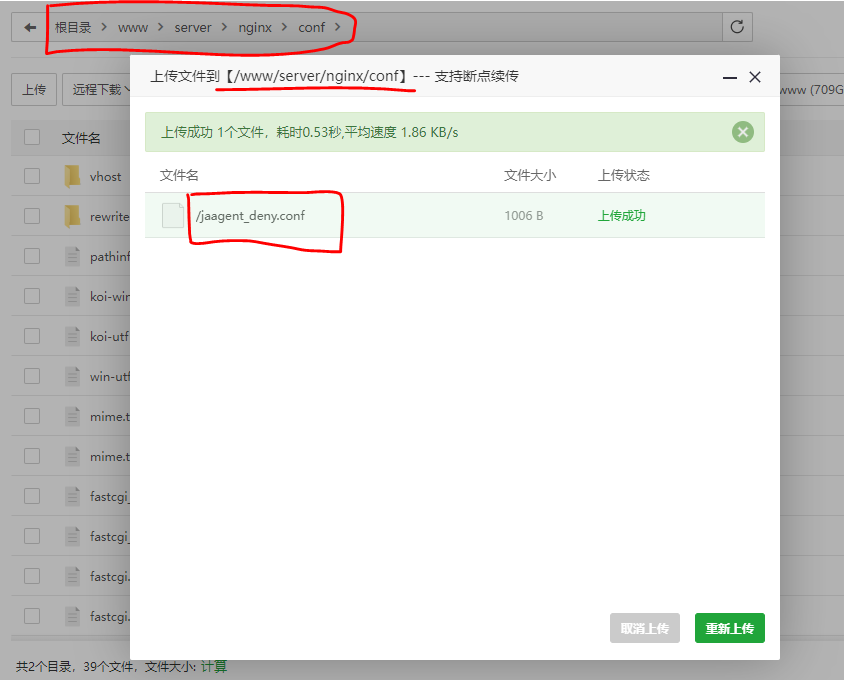 根目录 > www > server > nginx > conf >
上传文件到【/www/server/nginx/conf】--- 支持断点续传
上传
远程下载
www (709G
上传成功 1个文件，耗时0.53秒,平均速度 1.86 KB/s
文件名
文件名 文件大小 上传状态
/jaagent_deny.conf 1006 B 上传成功
vhost
rewrite
pathinf
koi-win
koi-utf
win-utf
mime.t
mime.t
fastcgi_
fastcgi_
fastcgi.
fastcgi.
取消上传 重新上传
共2个目录，39个文件，文件大小: 计算